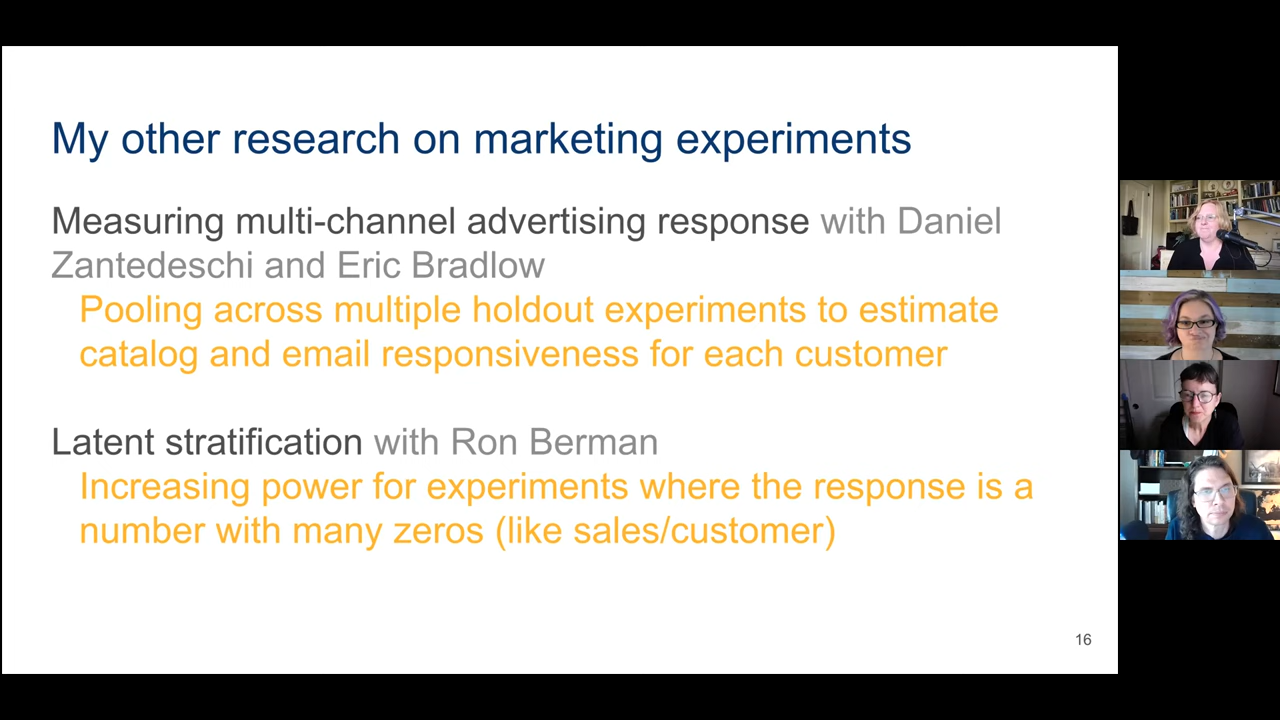 My other research on marketing experiments
Measuring multi-channel advertising response with Daniel
Zantedeschi and Eric Bradlow
Pooling across multiple holdout experiments to estimate
catalog and email responsiveness for each customer
Latent stratification with Ron Berman
Increasing power for experiments where the response is a
number with many zeros (like sales/customer)
16